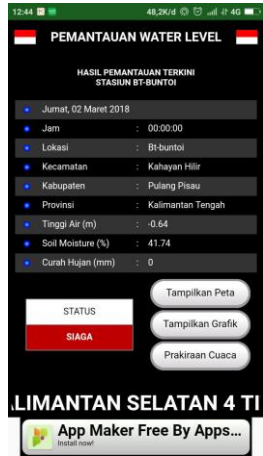 12:44 48,2K/d 4G
PEMANTAUAN WATER LEVEL
HASIL PEMANTAUAN TERKINI
STASIUN BT-BUNTOI
Jumat, 02 Maret 2018
Jam : 00:00:00
Lokasi : Bt-buntoi
Kecamatan : Kahayan Hilir
Kabupaten : Pulang Pisau
Provinsi : Kalimantan Tengah
Tinggi Air (m) : -0.64
Soil Moisture (%) : 41.74
Curah Hujan (mm) : 0
STATUS
SIAGA
Tampilkan Peta
Tampilkan Grafik
Prakiraan Cuaca
ALIMANTAN SELATAN 4 TI
App Maker Free By Apps...
Install now!